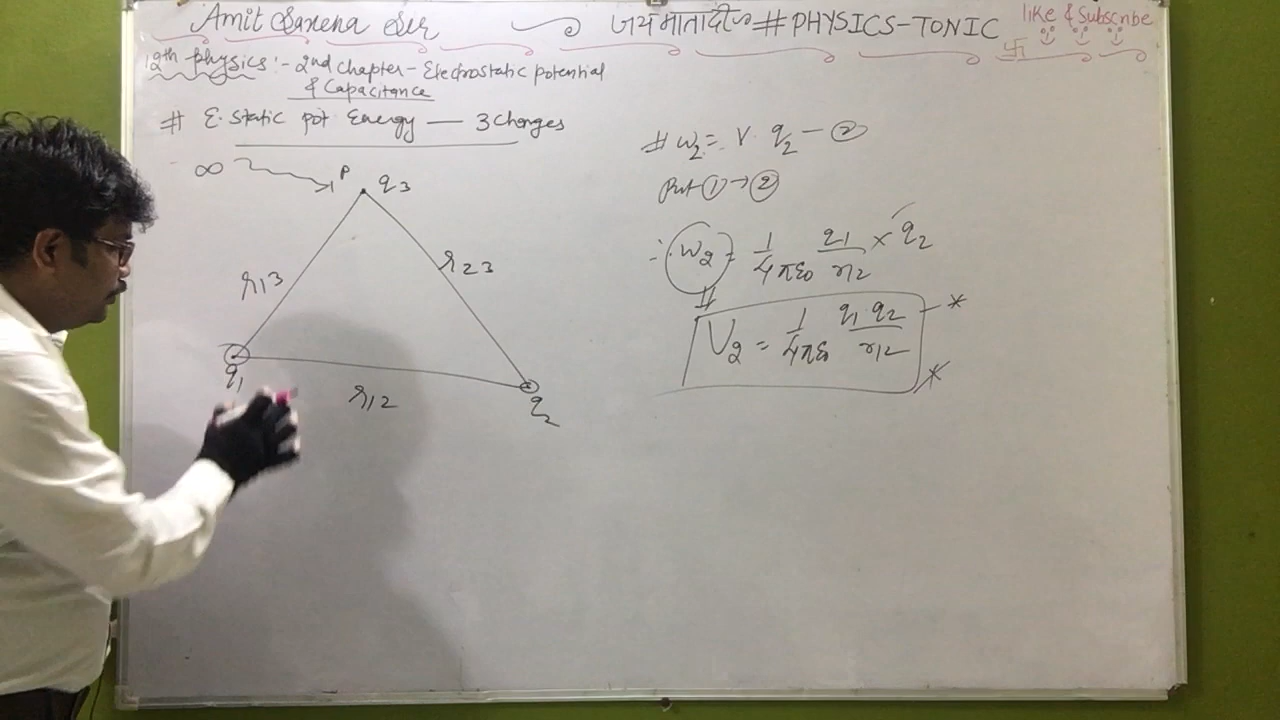 Amit Saxena Sir
जय माता दी # PHYSICS-TONIC
like & Subscribe
12th physics :- 2nd Chapter - Electrostatic potential
& Capacitance
# E. Static pot Energy — 3 Charges
∞
P
q3
r13
r23
q1
r12
q2
# W2 = V. q2 — ②
Put ① → ②
∴ W2 = 1/4πε0 q1/r12 × q2
U2 = 1/4πε0 q1 q2/r12